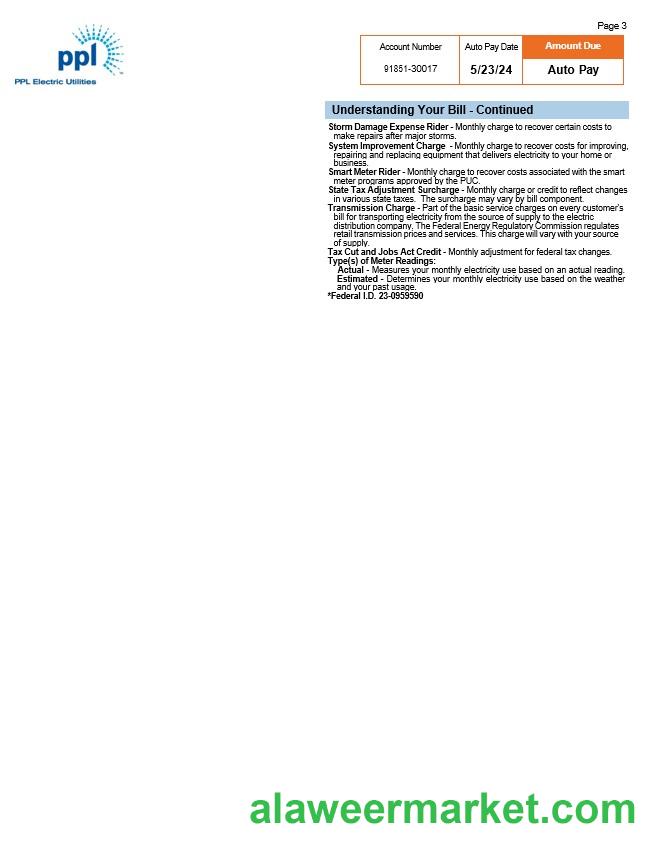 Page 3
ppl
PPL Electric Utilities
Account Number
Auto Pay Date
Amount Due
91851-30017
5/23/24
Auto Pay
Understanding Your Bill - Continued
Storm Damage Expense Rider - Monthly charge to recover certain costs to
make repairs after major storms.
System Improvement Charge - Monthly charge to recover costs for improving,
repairing and replacing equipment that delivers electricity to your home or
business.
Smart Meter Rider - Monthly charge to recover costs associated with the smart
meter programs approved by the PUC.
State Tax Adjustment Surcharge - Monthly charge or credit to reflect changes
in various state taxes. The surcharge may vary by bill component.
Transmission Charge - Part of the basic service charges on every customer's
bill for transporting electricity from the source of supply to the electric
distribution company. The Federal Energy Regulatory Commission regulates
retail transmission prices and services. This charge will vary with your source
of supply.
Tax Cut and Jobs Act Credit - Monthly adjustment for federal tax changes.
Type(s) of Meter Readings:
Actual - Measures your monthly electricity use based on an actual reading.
Estimated - Determines your monthly electricity use based on the weather
and your past usage.
*Federal I.D. 23-0959590
alaweermarket.com